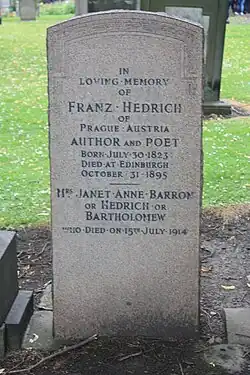 IN
LOVING·MEMORY
OF
FRANZ·HEDRICH
OF
PRAGUE·AUSTRIA
AUTHOR AND POET
BORN·JULY·30·1823
DIED AT EDINBURGH
OCTOBER 31·1895
MRS JANET·ANNE·BARRON
OR HEDRICH OR
BARTHOLOMEW
WHO DIED ON 15TH JULY 1914